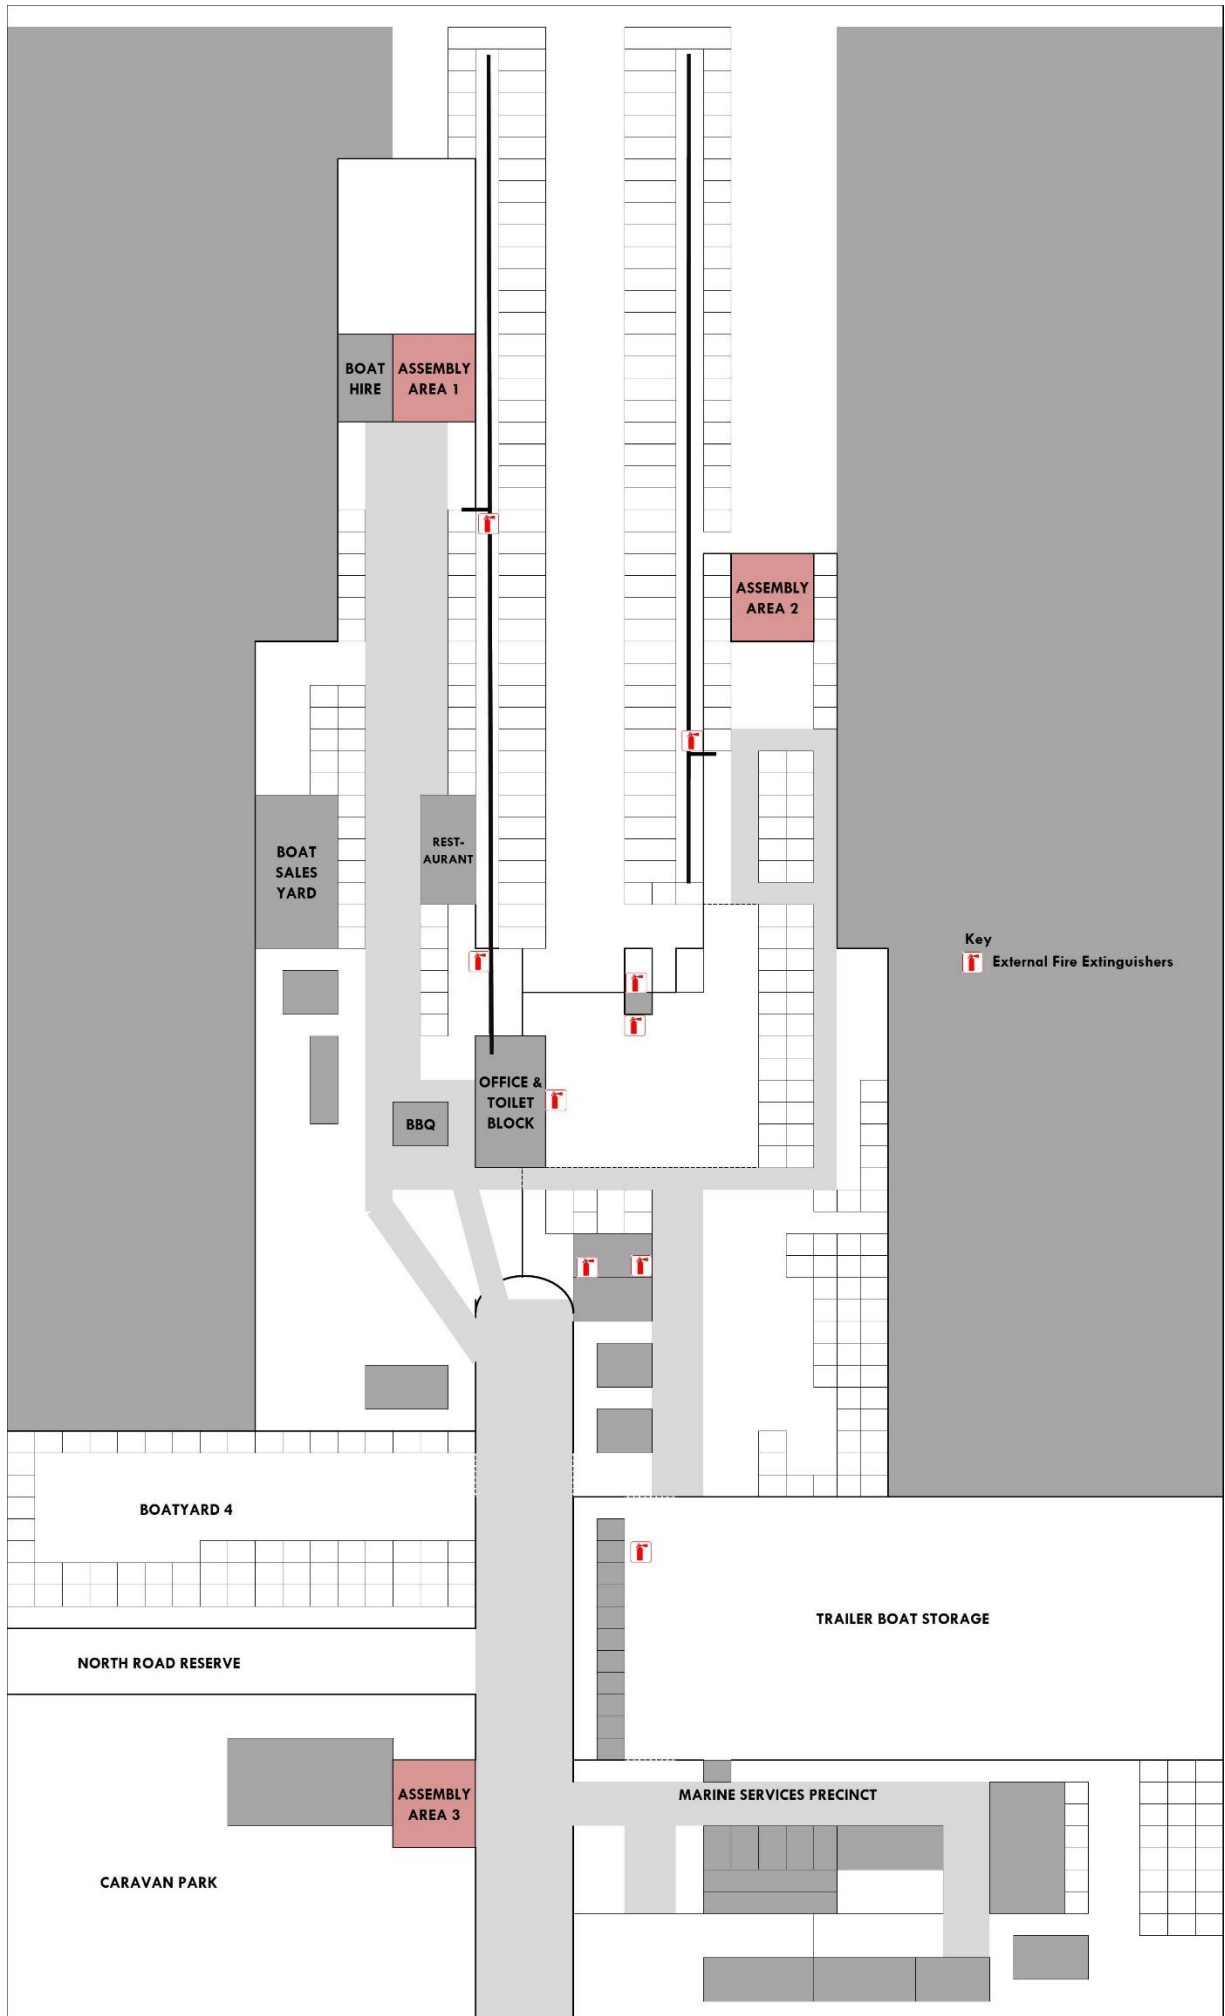 BOAT
HIRE
ASSEMBLY
AREA 1
ASSEMBLY
AREA 2
REST-
AURANT
BOAT
SALES
YARD
Key
External Fire Extinguishers
OFFICE &
TOILET
BLOCK
BBQ
BOATYARD 4
TRAILER BOAT STORAGE
NORTH ROAD RESERVE
ASSEMBLY
AREA 3
MARINE SERVICES PRECINCT
CARAVAN PARK